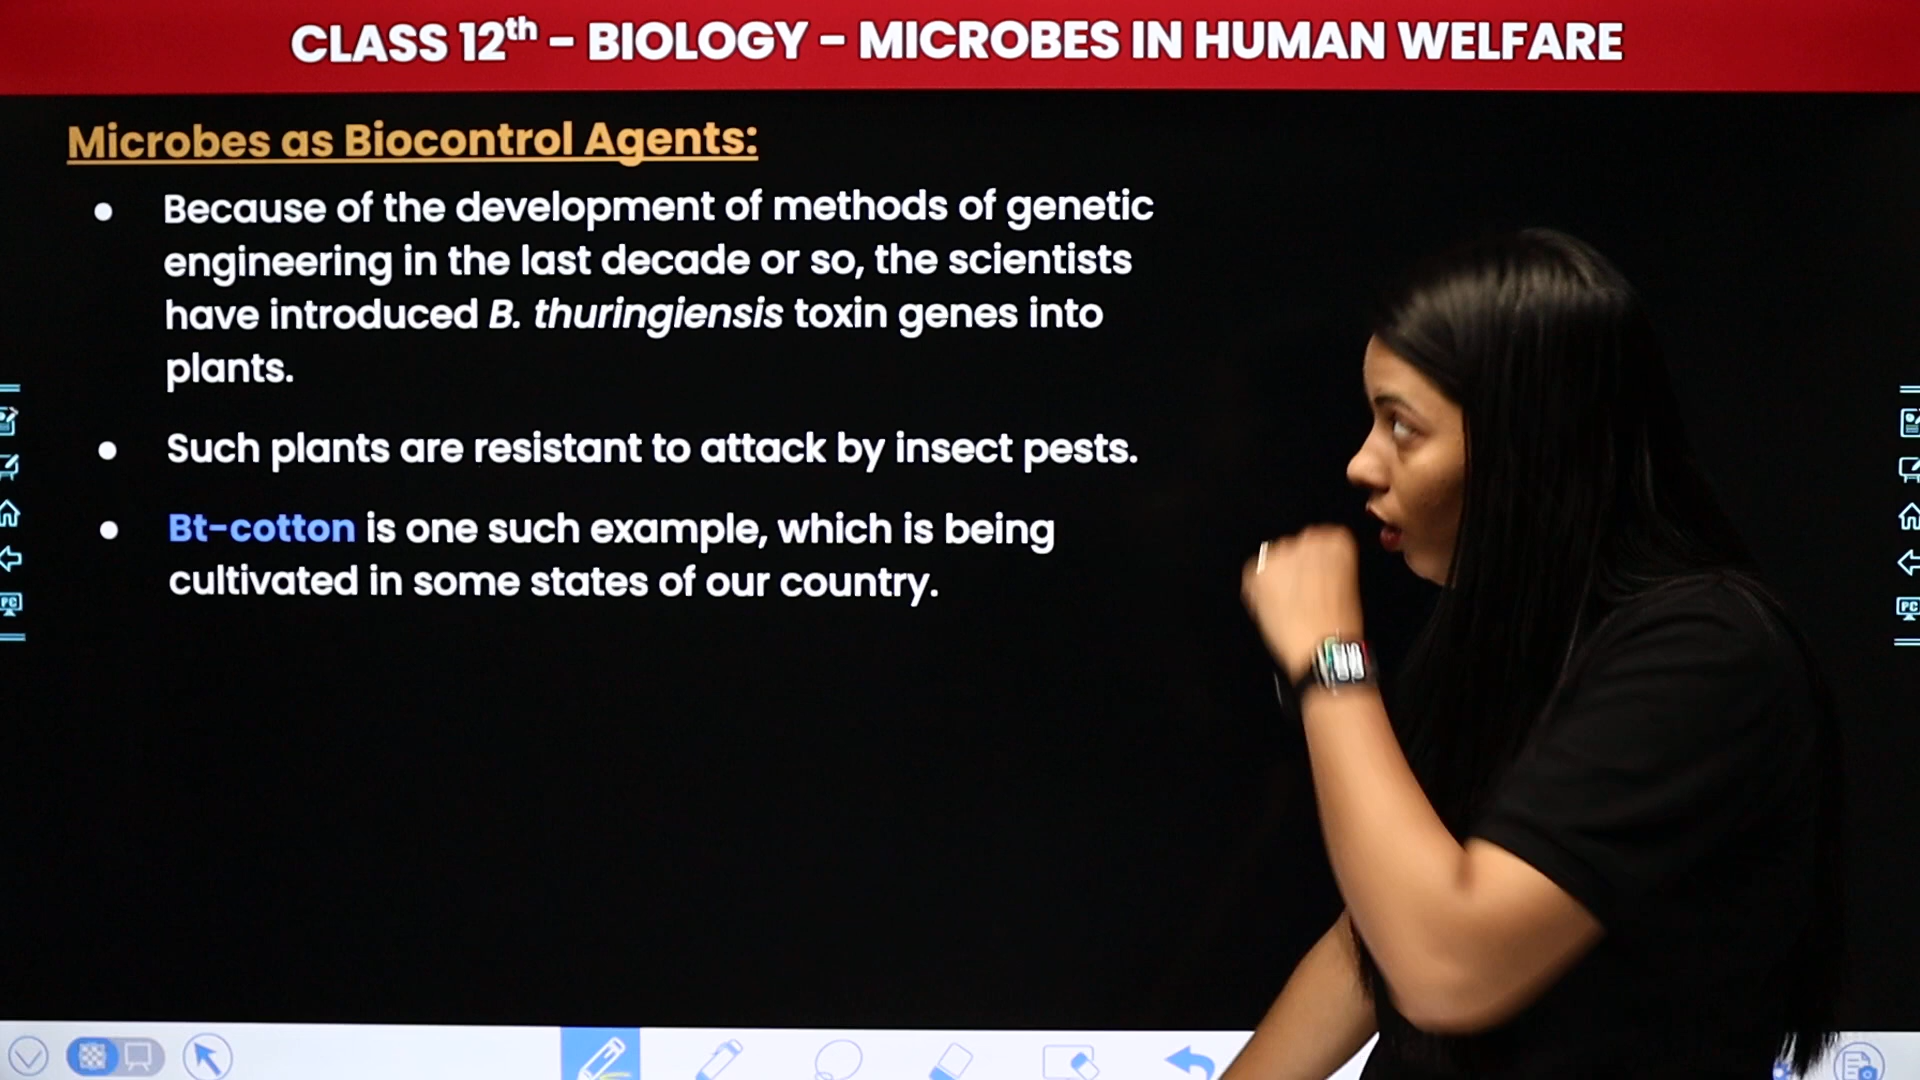 CLASS 12th – BIOLOGY – MICROBES IN HUMAN WELFARE
Microbes as Biocontrol Agents:
● Because of the development of methods of genetic
engineering in the last decade or so, the scientists
have introduced B. thuringiensis toxin genes into
plants.
● Such plants are resistant to attack by insect pests.
● Bt-cotton is one such example, which is being
cultivated in some states of our country.
PC
PC